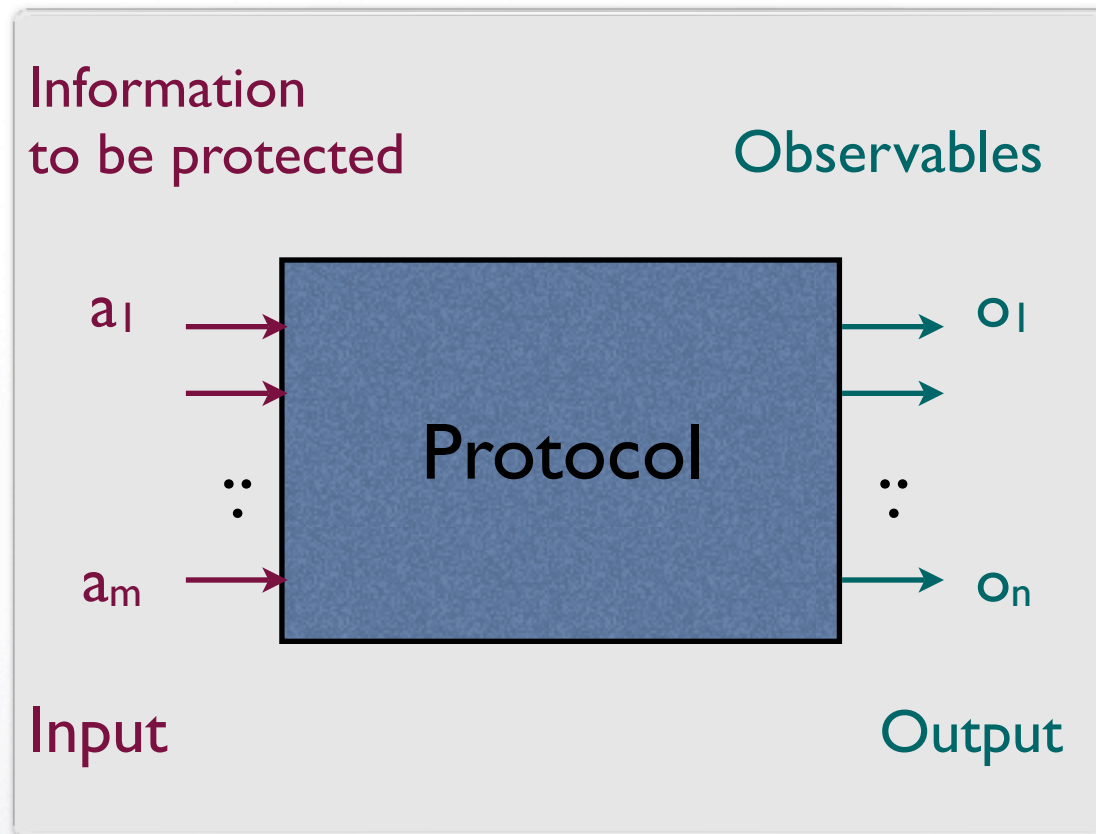 Information
to be protected
Observables
a1
o1
Protocol
am
on
Input
Output